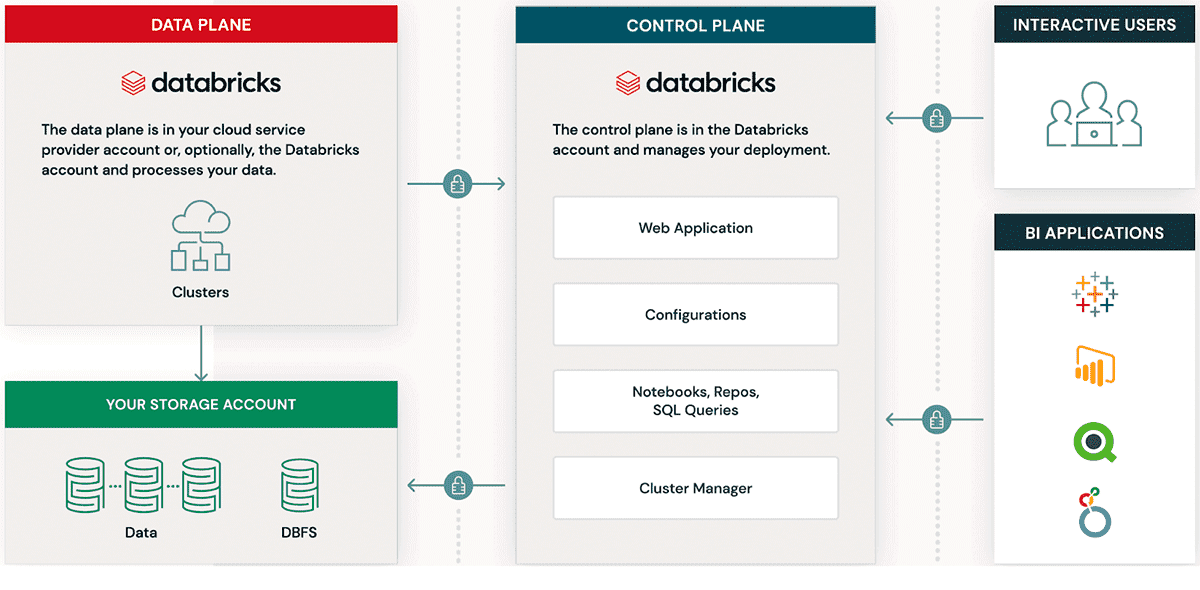 DATA PLANE
databricks
The data plane is in your cloud service
provider account or, optionally, the Databricks
account and processes your data.
Clusters
YOUR STORAGE ACCOUNT
Data
DBFS
CONTROL PLANE
databricks
The control plane is in the Databricks
account and manages your deployment.
Web Application
Configurations
Notebooks, Repos,
SQL Queries
Cluster Manager
INTERACTIVE USERS
BI APPLICATIONS